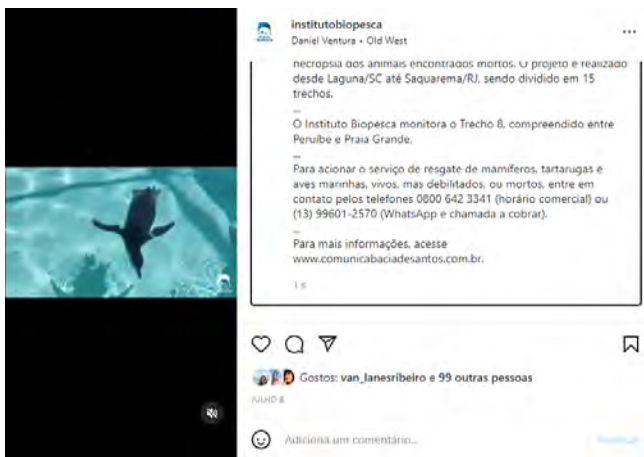 institutobiopesca
Daniel Ventura • Old West
necrópsia dos animais encontrados mortos. O projeto é realizado
desde Laguna/SC até Saquarema/RJ, sendo dividido em 15
trechos.
O Instituto Biopesca monitora o Trecho 8, compreendido entre
Peruíbe e Praia Grande.
Para acionar o serviço de resgate de mamíferos, tartarugas e
aves marinhas, vivos, mas debilitados, ou mortos, entre em
contato pelos telefones 0800 642 3341 (horário comercial) ou
(13) 99601-2570 (WhatsApp e chamada a cobrar).
Para mais informações, acesse
www.comunicabaciadesantos.com.br.
1 s
Gostos: van_lanesribeiro e 99 outras pessoas
JULHO 8
Adiciona um comentário...